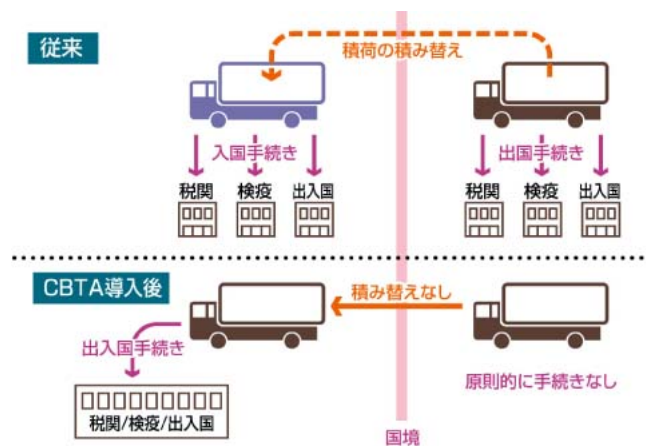 従来
積荷の積み替え
入国手続き
出国手続き
税関 検疫 出入国
税関 検疫 出入国
CBTA導入後
積み替えなし
出入国手続き
原則的に手続きなし
税関/検疫/出入国
国境